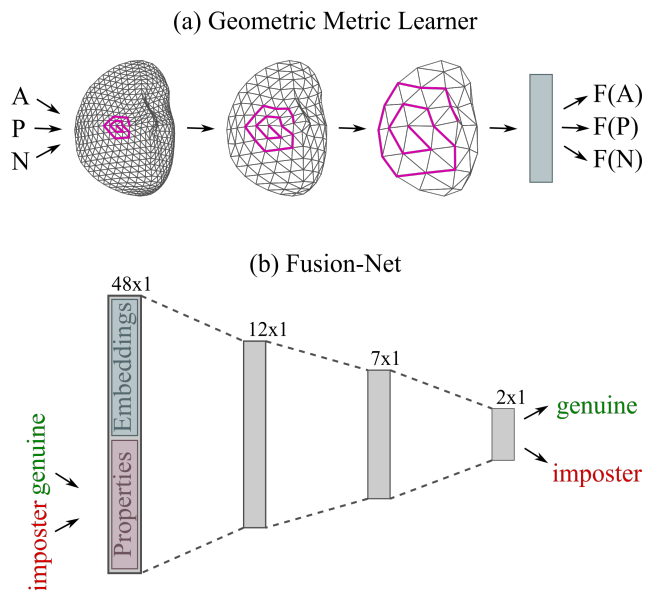 (a) Geometric Metric Learner
A
P
N
F(A)
F(P)
F(N)
(b) Fusion-Net
48x1
12x1
7x1
2x1
Embeddings
Properties
genuine
imposter
genuine
imposter